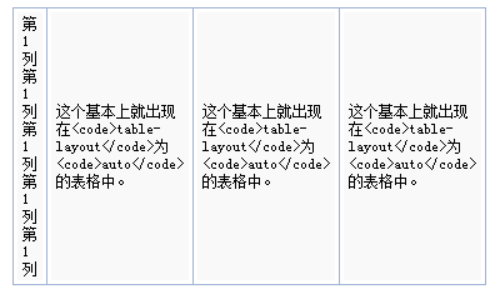 第
1
列
第
1
列
第
1
列
第
1
列
第
1
列
这个基本上就出现
在<code>table-
layout</code>为
<code>auto</code>
的表格中。
这个基本上就出现
在<code>table-
layout</code>为
<code>auto</code>
的表格中。
这个基本上就出现
在<code>table-
layout</code>为
<code>auto</code>
的表格中。